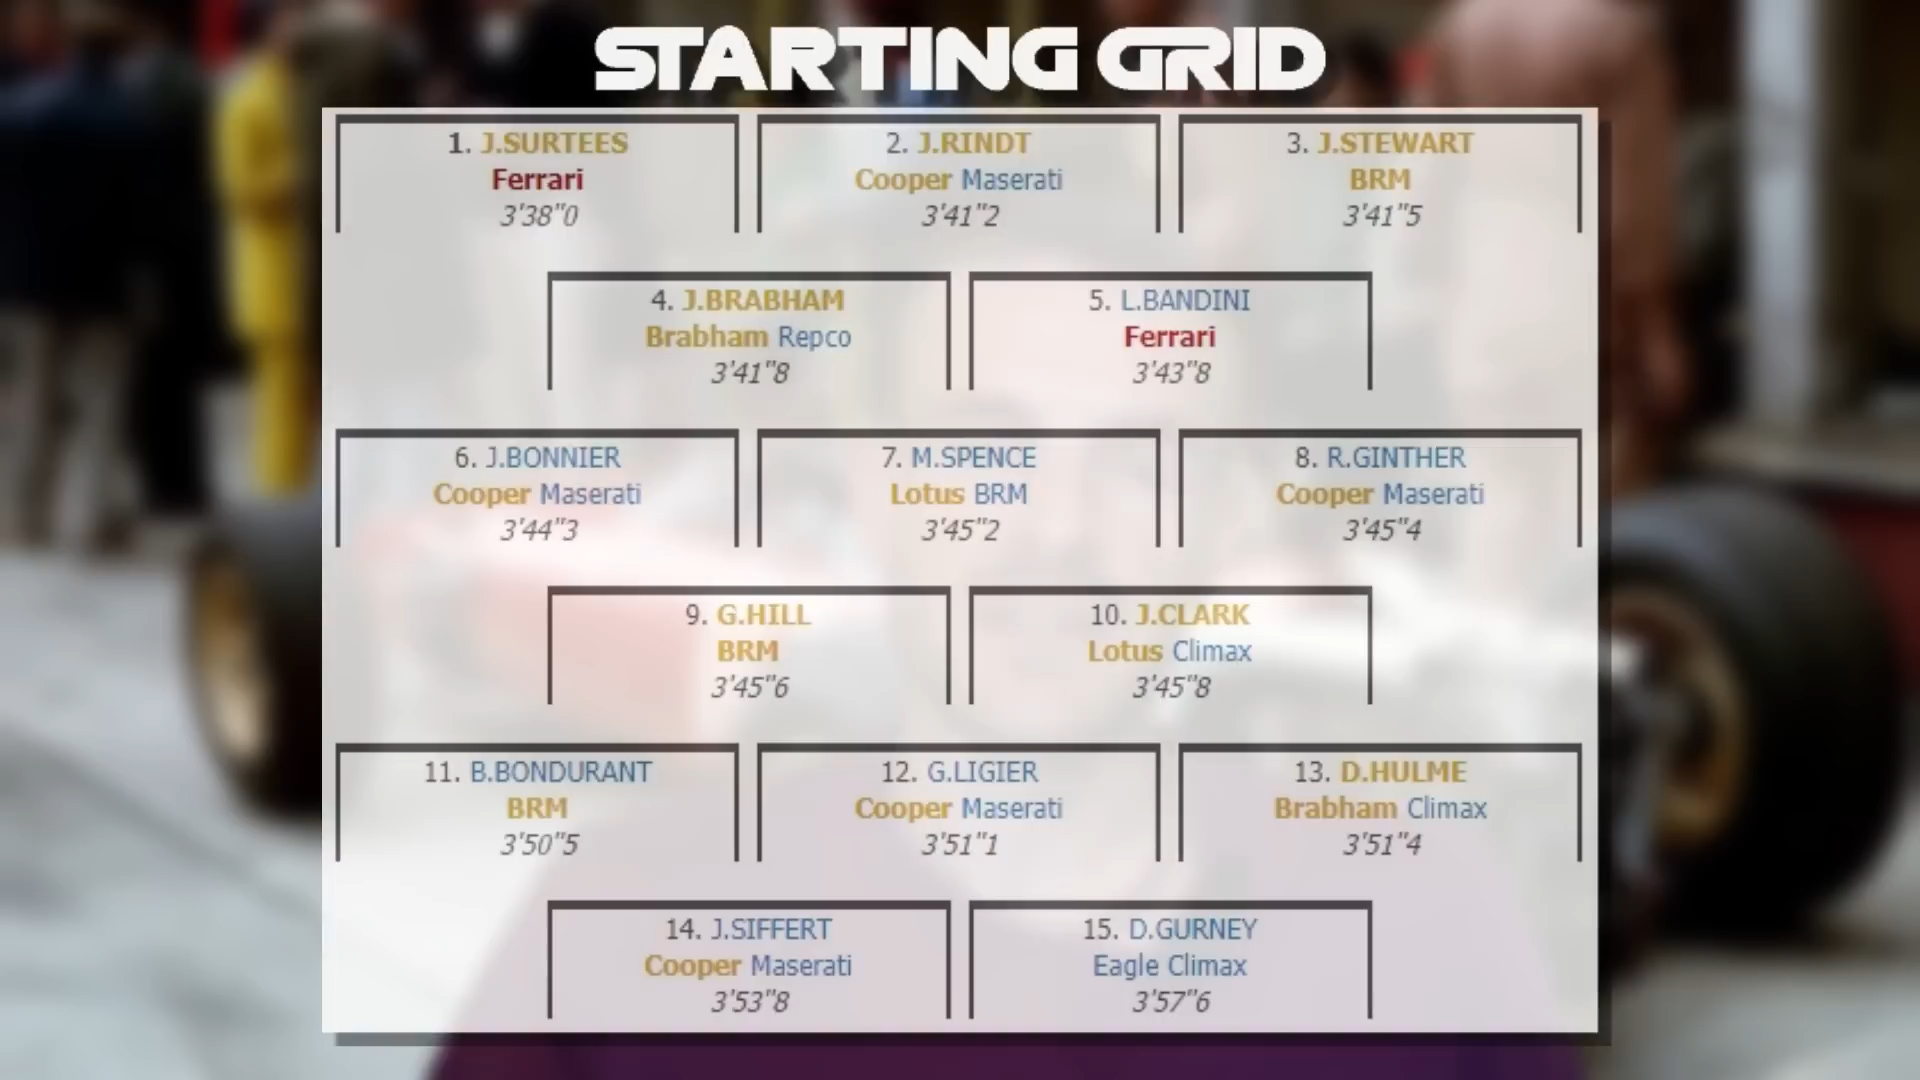 STARTING GRID
1. J.SURTEES
Ferrari
3'38"0
2. J.RINDT
Cooper Maserati
3'41"2
3. J.STEWART
BRM
3'41"5
4. J.BRABHAM
Brabham Repco
3'41"8
5. L.BANDINI
Ferrari
3'43"8
6. J.BONNIER
Cooper Maserati
3'44"3
7. M.SPENCE
Lotus BRM
3'45"2
8. R.GINTHER
Cooper Maserati
3'45"4
9. G.HILL
BRM
3'45"6
10. J.CLARK
Lotus Climax
3'45"8
11. B.BONDURANT
BRM
3'50"5
12. G.LIGIER
Cooper Maserati
3'51"1
13. D.HULME
Brabham Climax
3'51"4
14. J.SIFFERT
Cooper Maserati
3'53"8
15. D.GURNEY
Eagle Climax
3'57"6